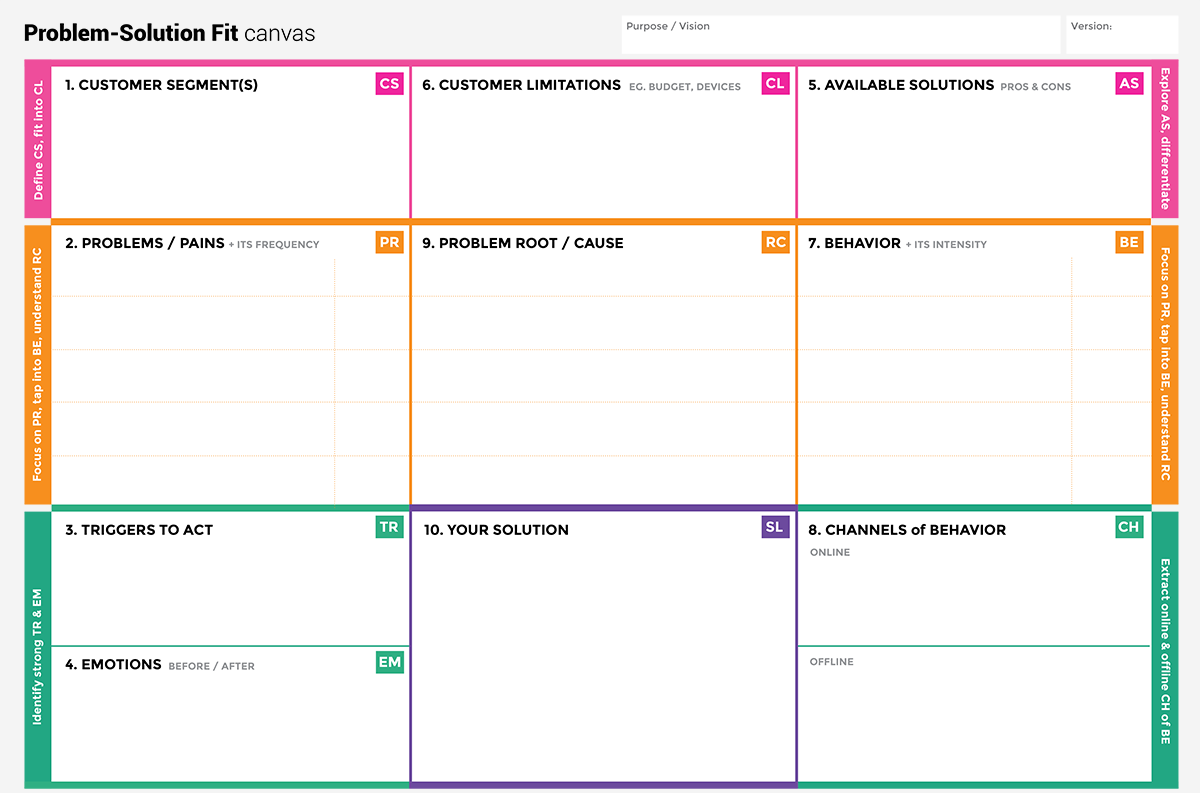 Problem-Solution Fit canvas
Purpose / Vision
Version:
Define CS, fit into CL
1. CUSTOMER SEGMENT(S)
CS
6. CUSTOMER LIMITATIONS EG. BUDGET, DEVICES
CL
5. AVAILABLE SOLUTIONS PROS & CONS
AS
Explore AS, differentiate
Focus on PR, tap into BE, understand RC
2. PROBLEMS / PAINS + ITS FREQUENCY
PR
9. PROBLEM ROOT / CAUSE
RC
7. BEHAVIOR + ITS INTENSITY
BE
Focus on PR, tap into BE, understand RC
Identify strong TR & EM
3. TRIGGERS TO ACT
TR
10. YOUR SOLUTION
SL
8. CHANNELS of BEHAVIOR
CH
ONLINE
Extract online & offline CH of BE
4. EMOTIONS BEFORE / AFTER
EM
OFFLINE